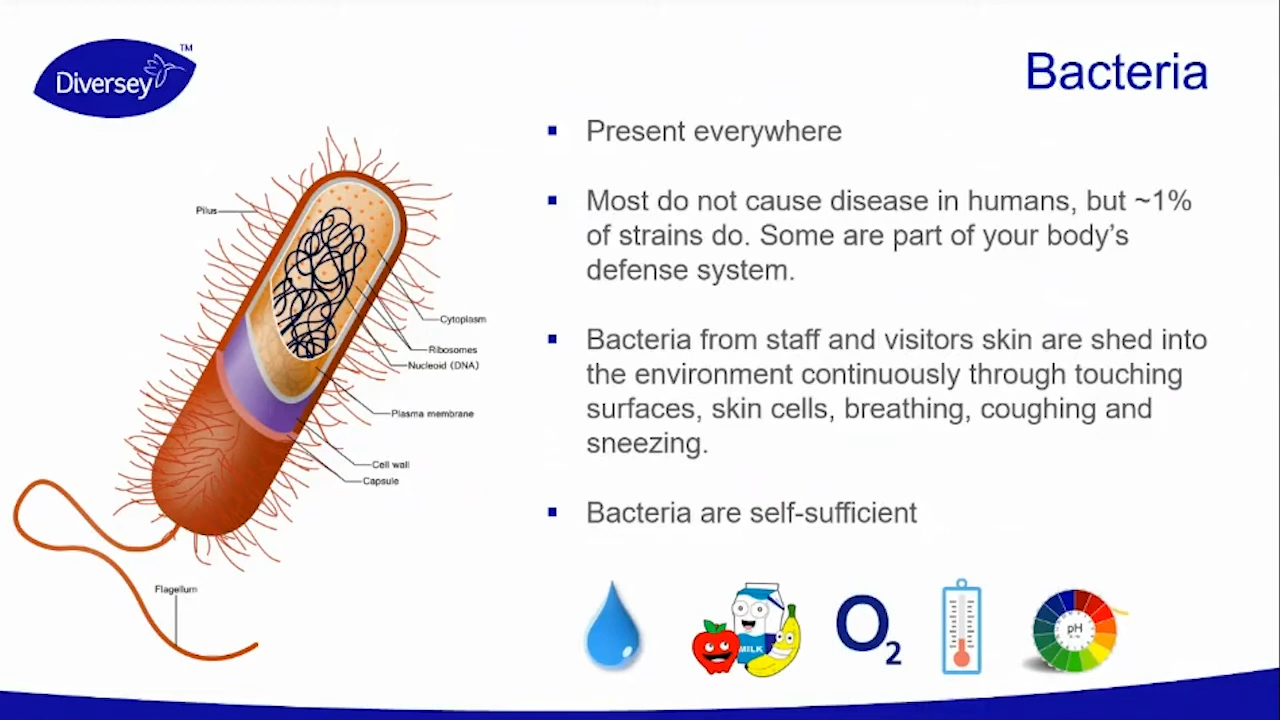 Diversey
TM
Bacteria
▪ Present everywhere
▪ Most do not cause disease in humans, but ~1%
of strains do. Some are part of your body’s
defense system.
▪ Bacteria from staff and visitors skin are shed into
the environment continuously through touching
surfaces, skin cells, breathing, coughing and
sneezing.
▪ Bacteria are self-sufficient
Pilus
Cytoplasm
Ribosomes
Nucleoid (DNA)
Plasma membrane
Cell wall
Capsule
Flagellum
MILK
O2
pH